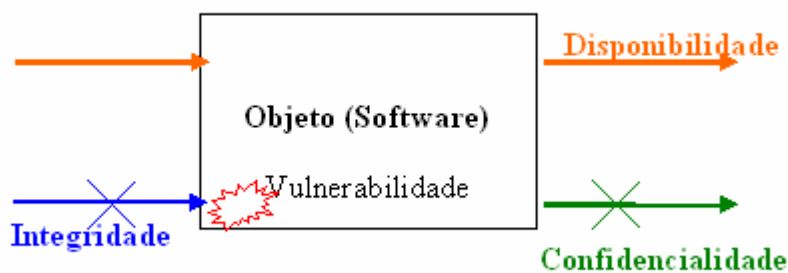 Disponibilidade
Objeto (Software)
Vulnerabilidade
Integridade
Confidencialidade